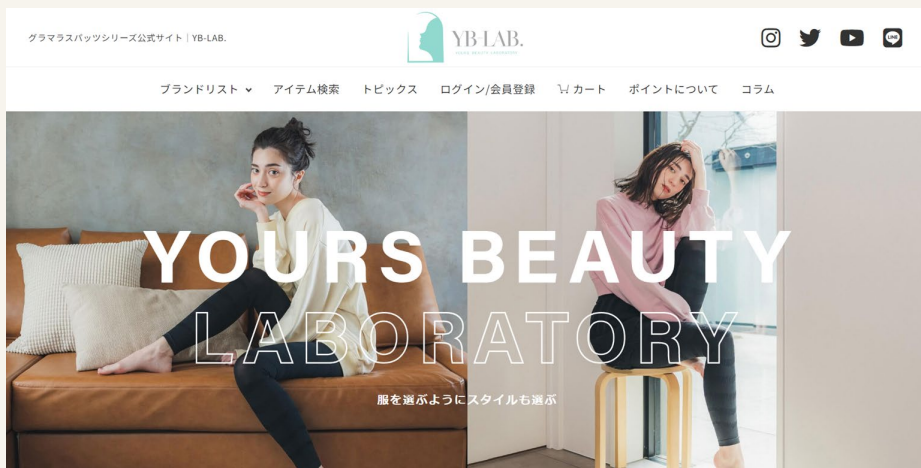 グラマラスパッツシリーズ公式サイト｜YB-LAB.
YB-LAB.
YOURS BEAUTY LABORATORY
LINE
ブランドリスト アイテム検索 トピックス ログイン/会員登録 カート ポイントについて コラム
YOURS BEAUTY
LABORATORY
服を選ぶようにスタイルも選ぶ